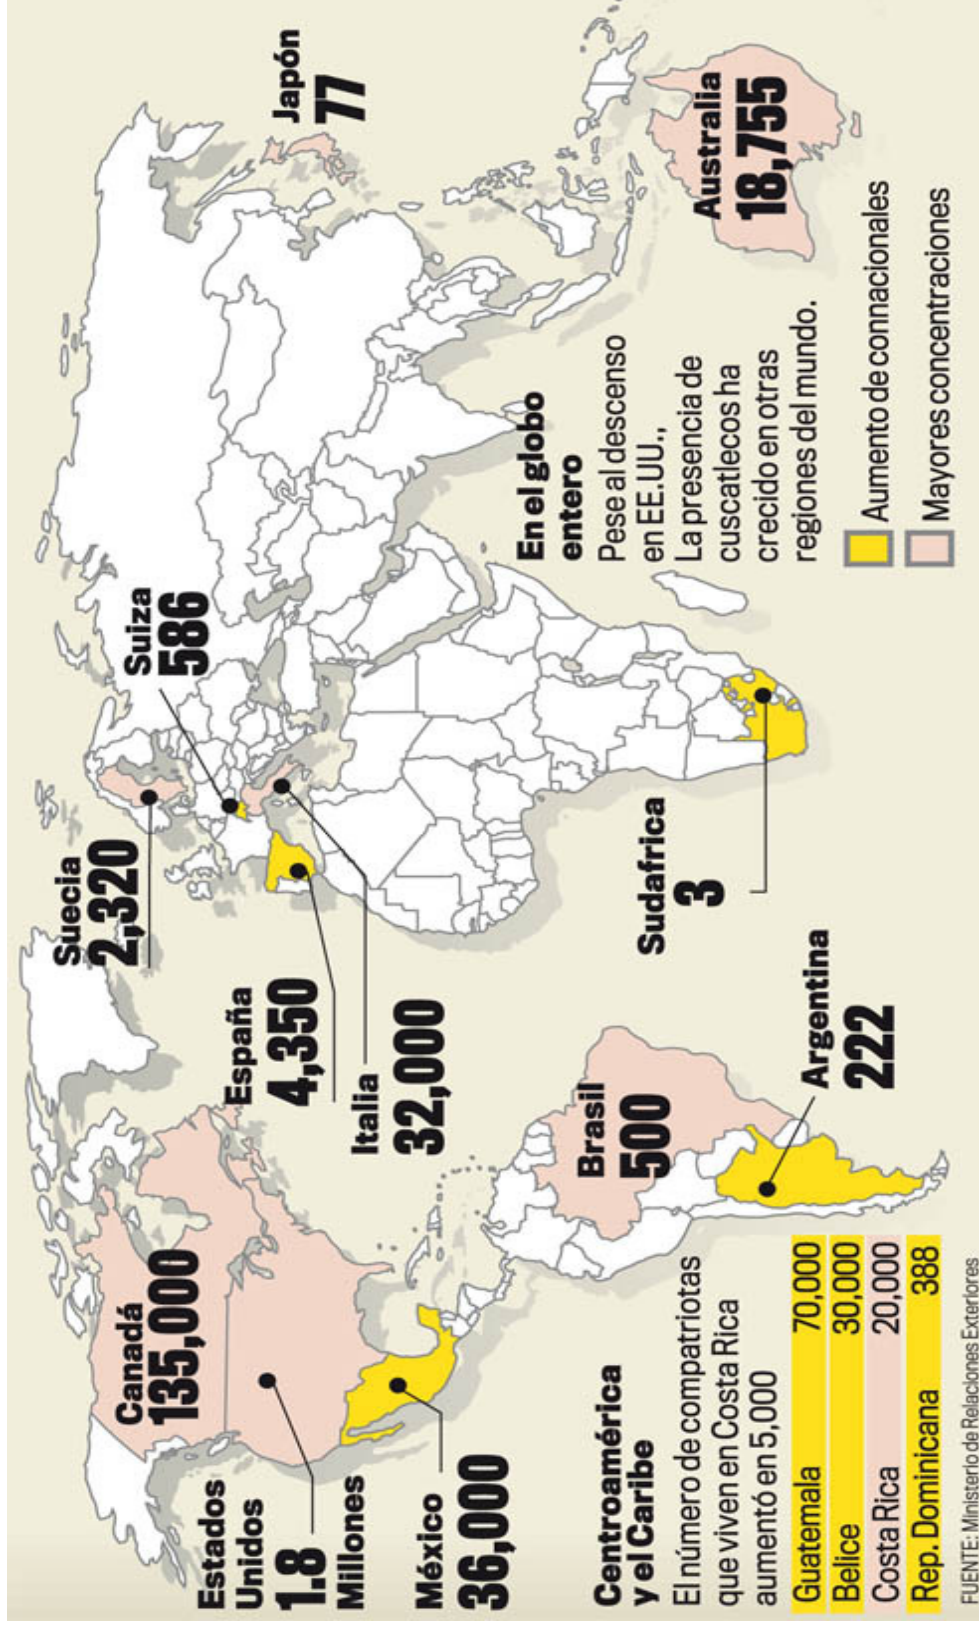 Estados
Unidos
1.8
Millones
Canadá
135,000
México
36,000
España
4,350
Italia
32,000
Suecia
2,320
Suiza
586
Japón
77
Australia
18,755
Brasil
500
Argentina
222
Sudafrica
3
En el globo
entero
Pese al descenso
en EE.UU.,
La presencia de
cuscatlecos ha
crecido en otras
regiones del mundo.
Aumento de connacionales
Mayores concentraciones
Centroamérica
y el Caribe
El número de compatriotas
que viven en Costa Rica
aumentó en 5,000
Guatemala 70,000
Belice 30,000
Costa Rica 20,000
Rep. Dominicana 388
FUENTE: Ministerio de Relaciones Exteriores